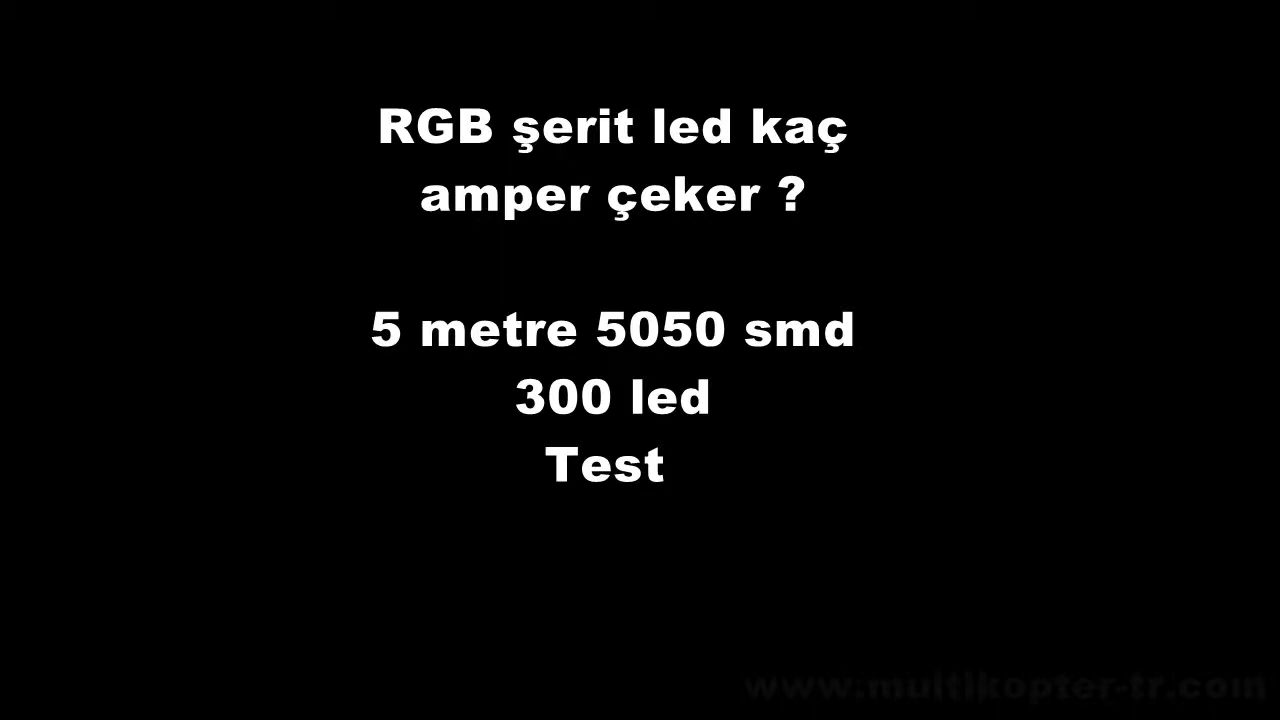 RGB şerit led kaç
amper çeker ?
5 metre 5050 smd
300 led
Test
www.multikopter-tr.com